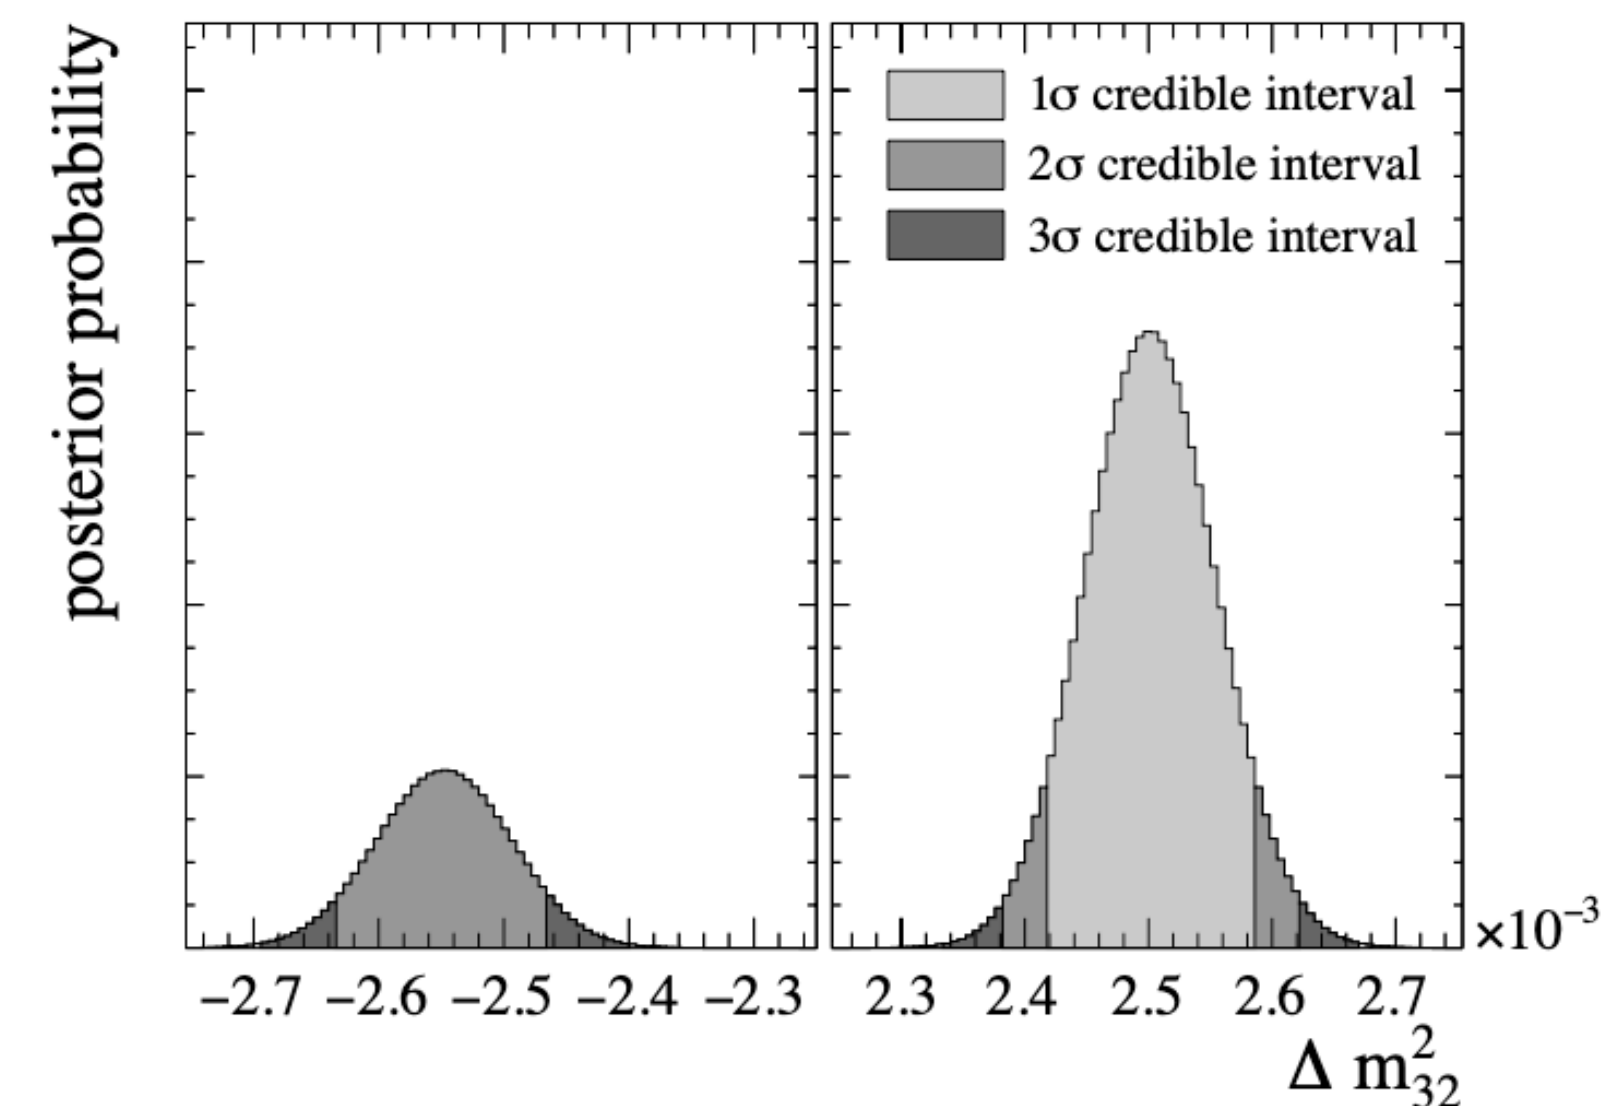 posterior probability
1σ credible interval
2σ credible interval
3σ credible interval
−2.7 −2.6 −2.5 −2.4 −2.3 2.3 2.4 2.5 2.6 2.7
×10⁻³
Δ m²₃₂